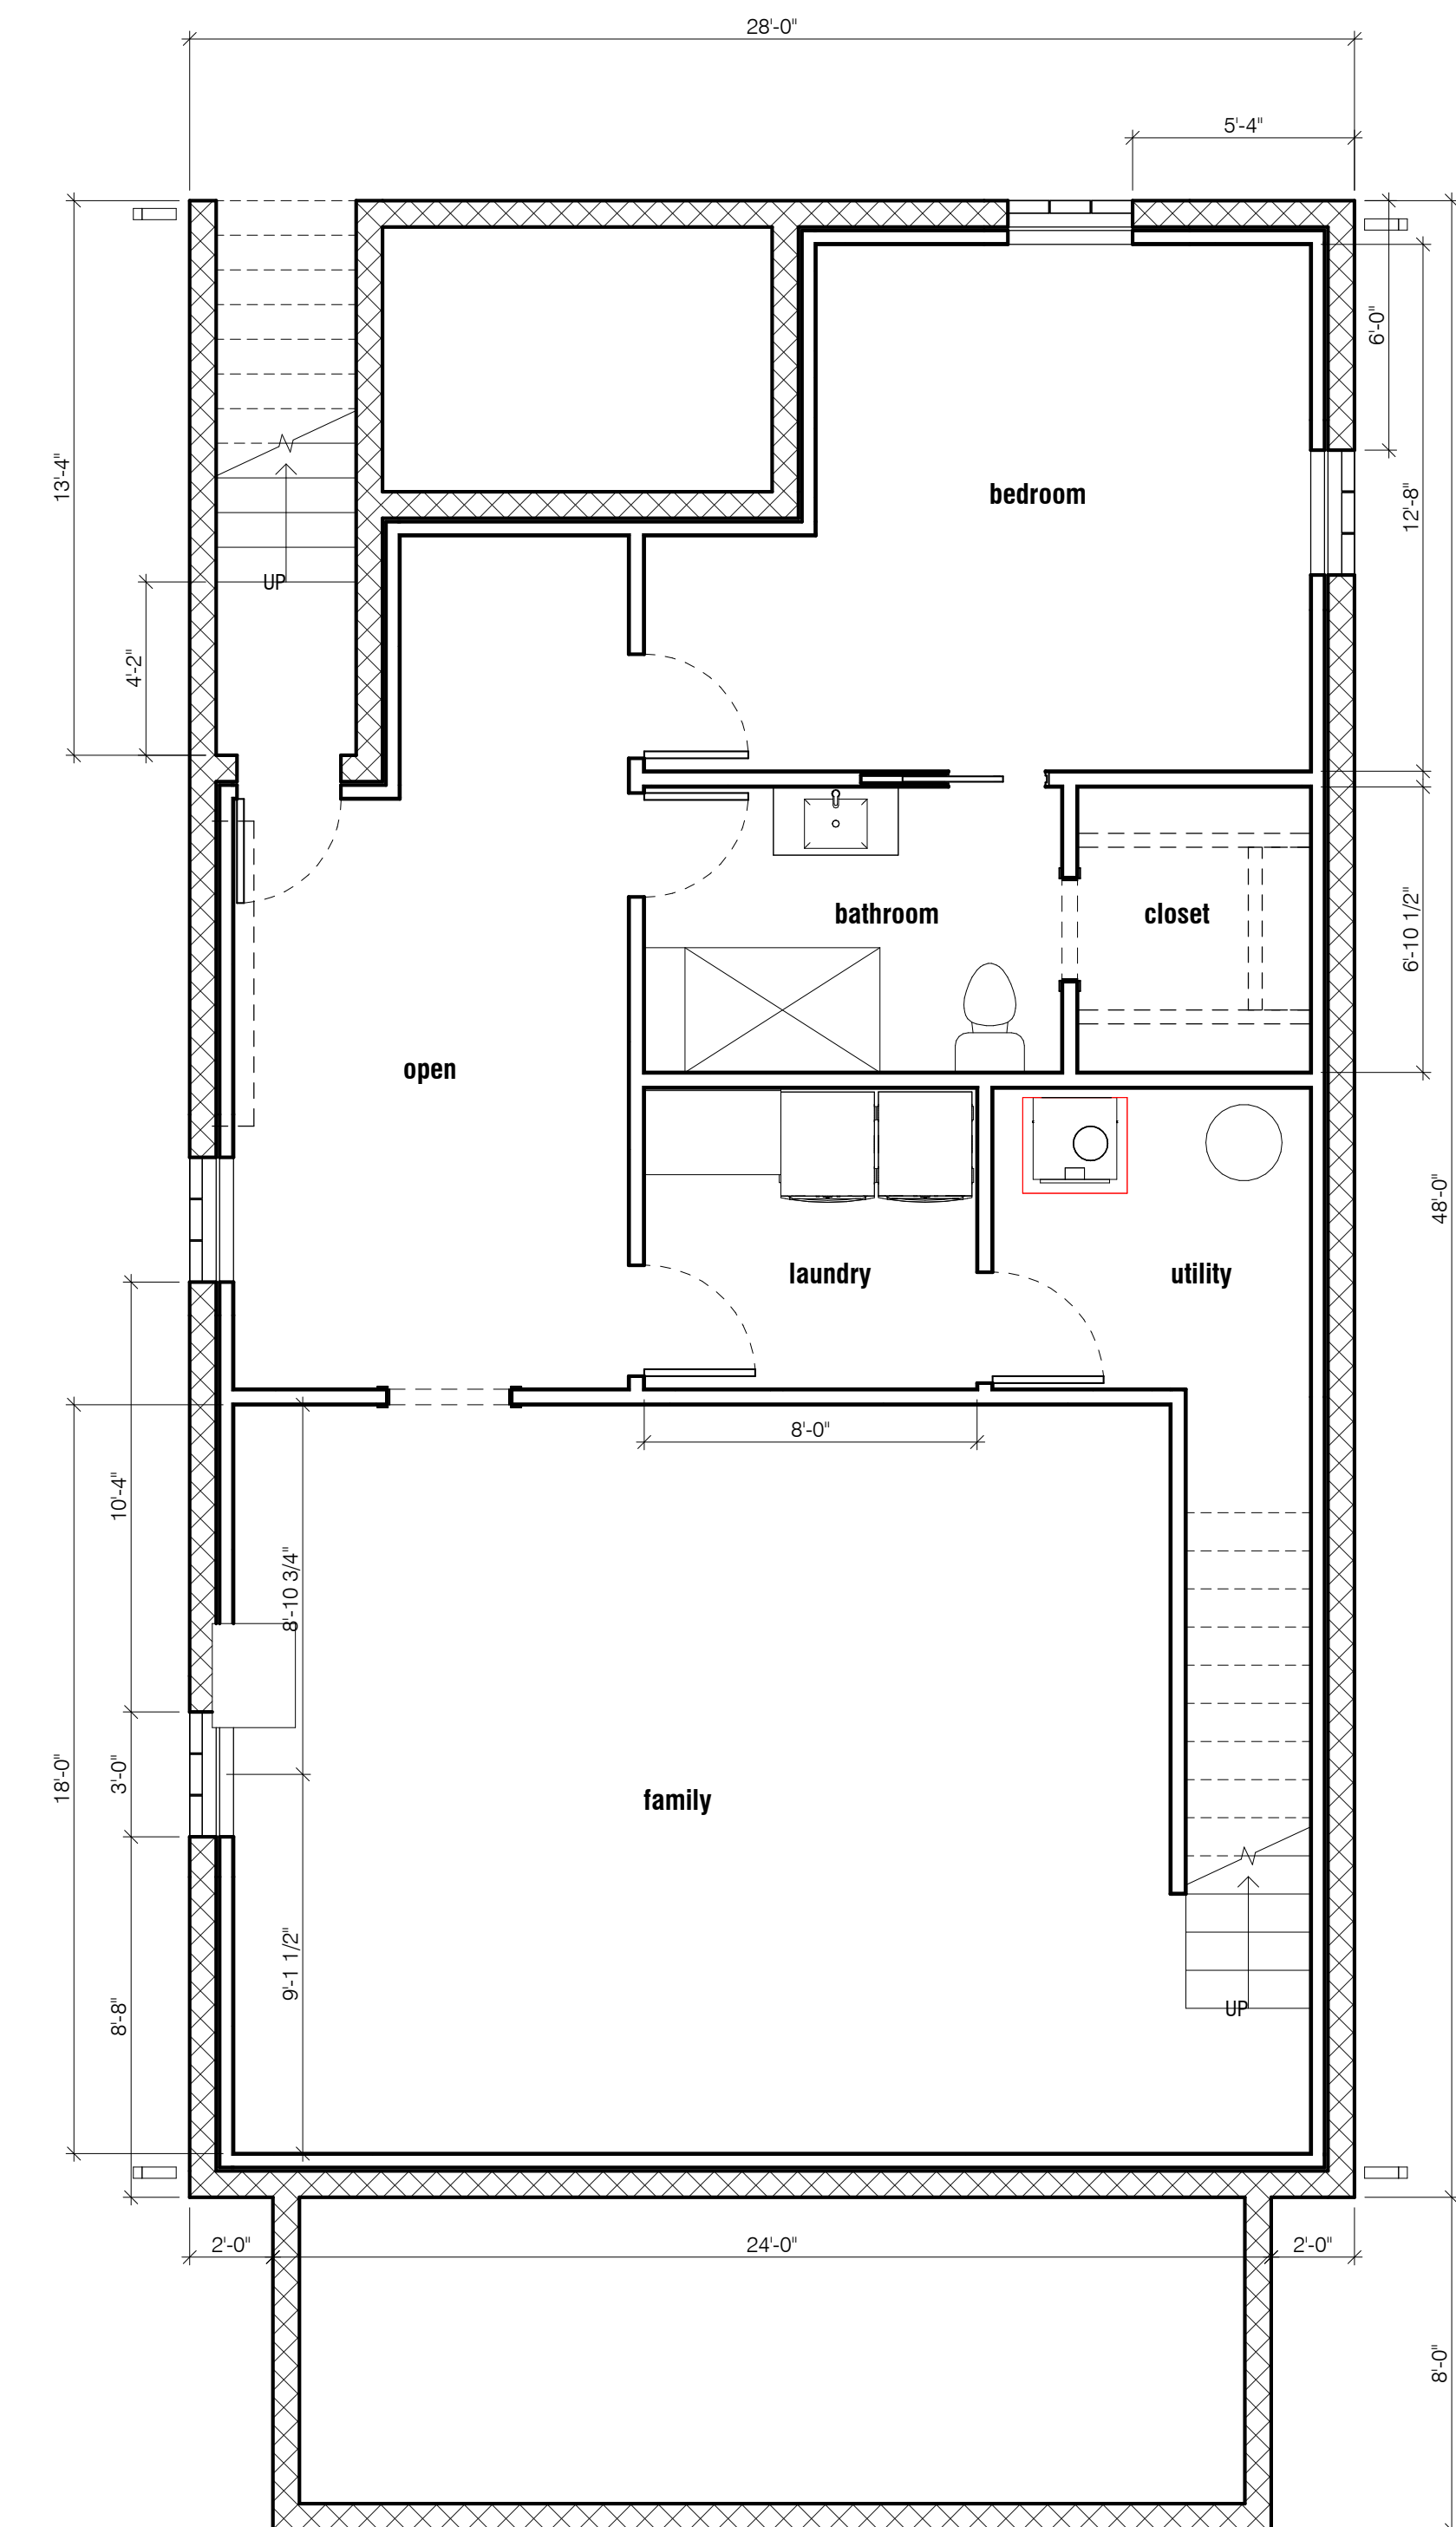 28'-0"
5'-4"
6'-0"
13'-4"
bedroom
12'-8"
UP
4'-2"
bathroom
closet
6'-10 1/2"
open
48'-0"
laundry
utility
8'-0"
10'-4"
8'-10 3/4"
18'-0"
3'-0"
family
9'-1 1/2"
8'-8"
UP
2'-0"
24'-0"
2'-0"
8'-0"